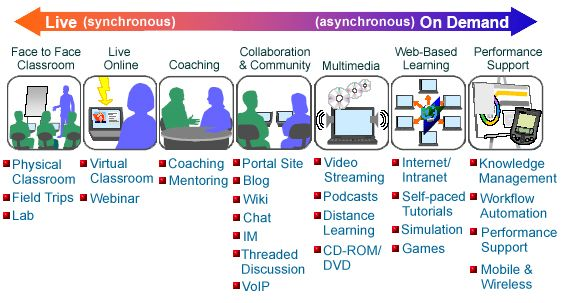 Live (synchronous) (asynchronous) On Demand
Face to Face
Classroom
Live
Online
Coaching
Collaboration
& Community
Multimedia
Web-Based
Learning
Performance
Support
Physical
Classroom
Field Trips
Lab
Virtual
Classroom
Webinar
Coaching
Mentoring
Portal Site
Blog
Wiki
Chat
IM
Threaded
Discussion
VoIP
Video
Streaming
Podcasts
Distance
Learning
CD-ROM/
DVD
Internet/
Intranet
Self-paced
Tutorials
Simulation
Games
Knowledge
Management
Workflow
Automation
Performance
Support
Mobile &
Wireless